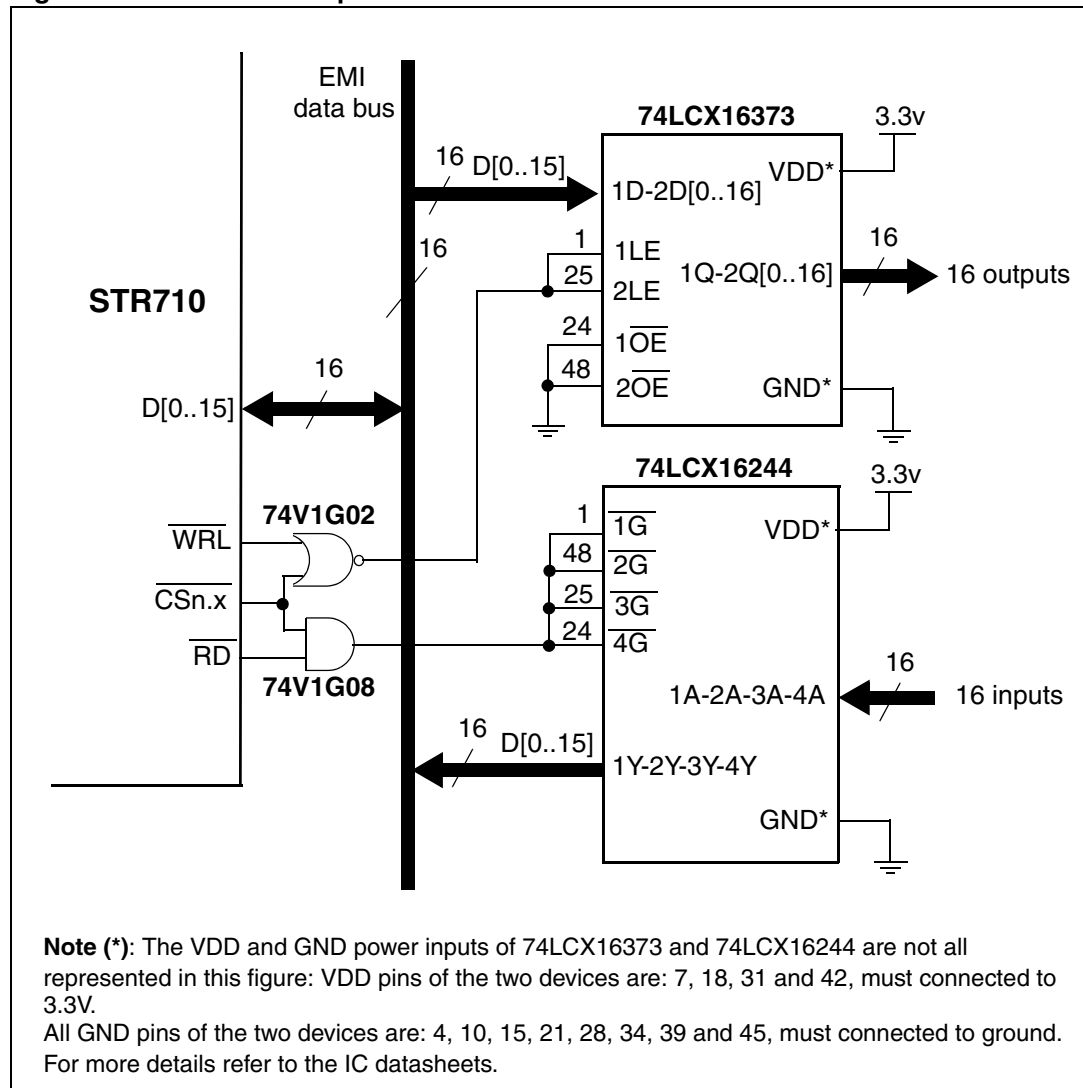 EMI
data bus
74LCX16373
3.3v
VDD*
16
D[0..15]
1D-2D[0..16]
16
1
1LE
25
2LE
1Q-2Q[0..16]
16
16 outputs
STR710
24
1OE
48
2OE
GND*
16
D[0..15]
74LCX16244
3.3v
74V1G02
WRL
1
1G
VDD*
48
2G
CSn.x
25
3G
24
4G
RD
74V1G08
16
1A-2A-3A-4A
16 inputs
16
D[0..15]
1Y-2Y-3Y-4Y
GND*
Note (*): The VDD and GND power inputs of 74LCX16373 and 74LCX16244 are not all
represented in this figure: VDD pins of the two devices are: 7, 18, 31 and 42, must connected to
3.3V.
All GND pins of the two devices are: 4, 10, 15, 21, 28, 34, 39 and 45, must connected to ground.
For more details refer to the IC datasheets.